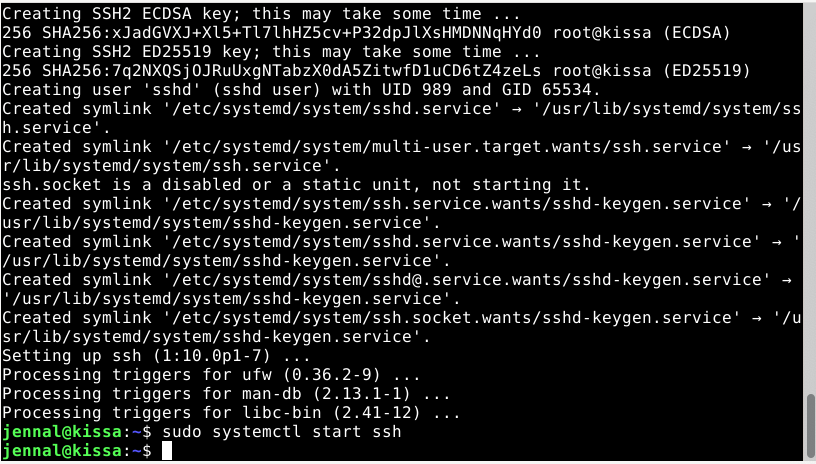 Creating SSH2 ECDSA key; this may take some time ...
256 SHA256:xJadGVXJ+Xl5+Tl7lhHZ5cv+P32dpJlXsHMDNNqHYd0 root@kissa (ECDSA)
Creating SSH2 ED25519 key; this may take some time ...
256 SHA256:7q2NXQSjOJRuUxgNTabzX0dA5ZitwfD1uCD6tZ4zeLs root@kissa (ED25519)
Creating user 'sshd' (sshd user) with UID 989 and GID 65534.
Created symlink '/etc/systemd/system/sshd.service' → '/usr/lib/systemd/system/ss
h.service'.
Created symlink '/etc/systemd/system/multi-user.target.wants/ssh.service' → '/us
r/lib/systemd/system/ssh.service'.
ssh.socket is a disabled or a static unit, not starting it.
Created symlink '/etc/systemd/system/ssh.service.wants/sshd-keygen.service' → '/
usr/lib/systemd/system/sshd-keygen.service'.
Created symlink '/etc/systemd/system/sshd.service.wants/sshd-keygen.service' → '
/usr/lib/systemd/system/sshd-keygen.service'.
Created symlink '/etc/systemd/system/sshd@.service.wants/sshd-keygen.service' →
'/usr/lib/systemd/system/sshd-keygen.service'.
Created symlink '/etc/systemd/system/ssh.socket.wants/sshd-keygen.service' → '/u
sr/lib/systemd/system/sshd-keygen.service'.
Setting up ssh (1:10.0p1-7) ...
Processing triggers for ufw (0.36.2-9) ...
Processing triggers for man-db (2.13.1-1) ...
Processing triggers for libc-bin (2.41-12) ...
jennal@kissa:~$ sudo systemctl start ssh
jennal@kissa:~$